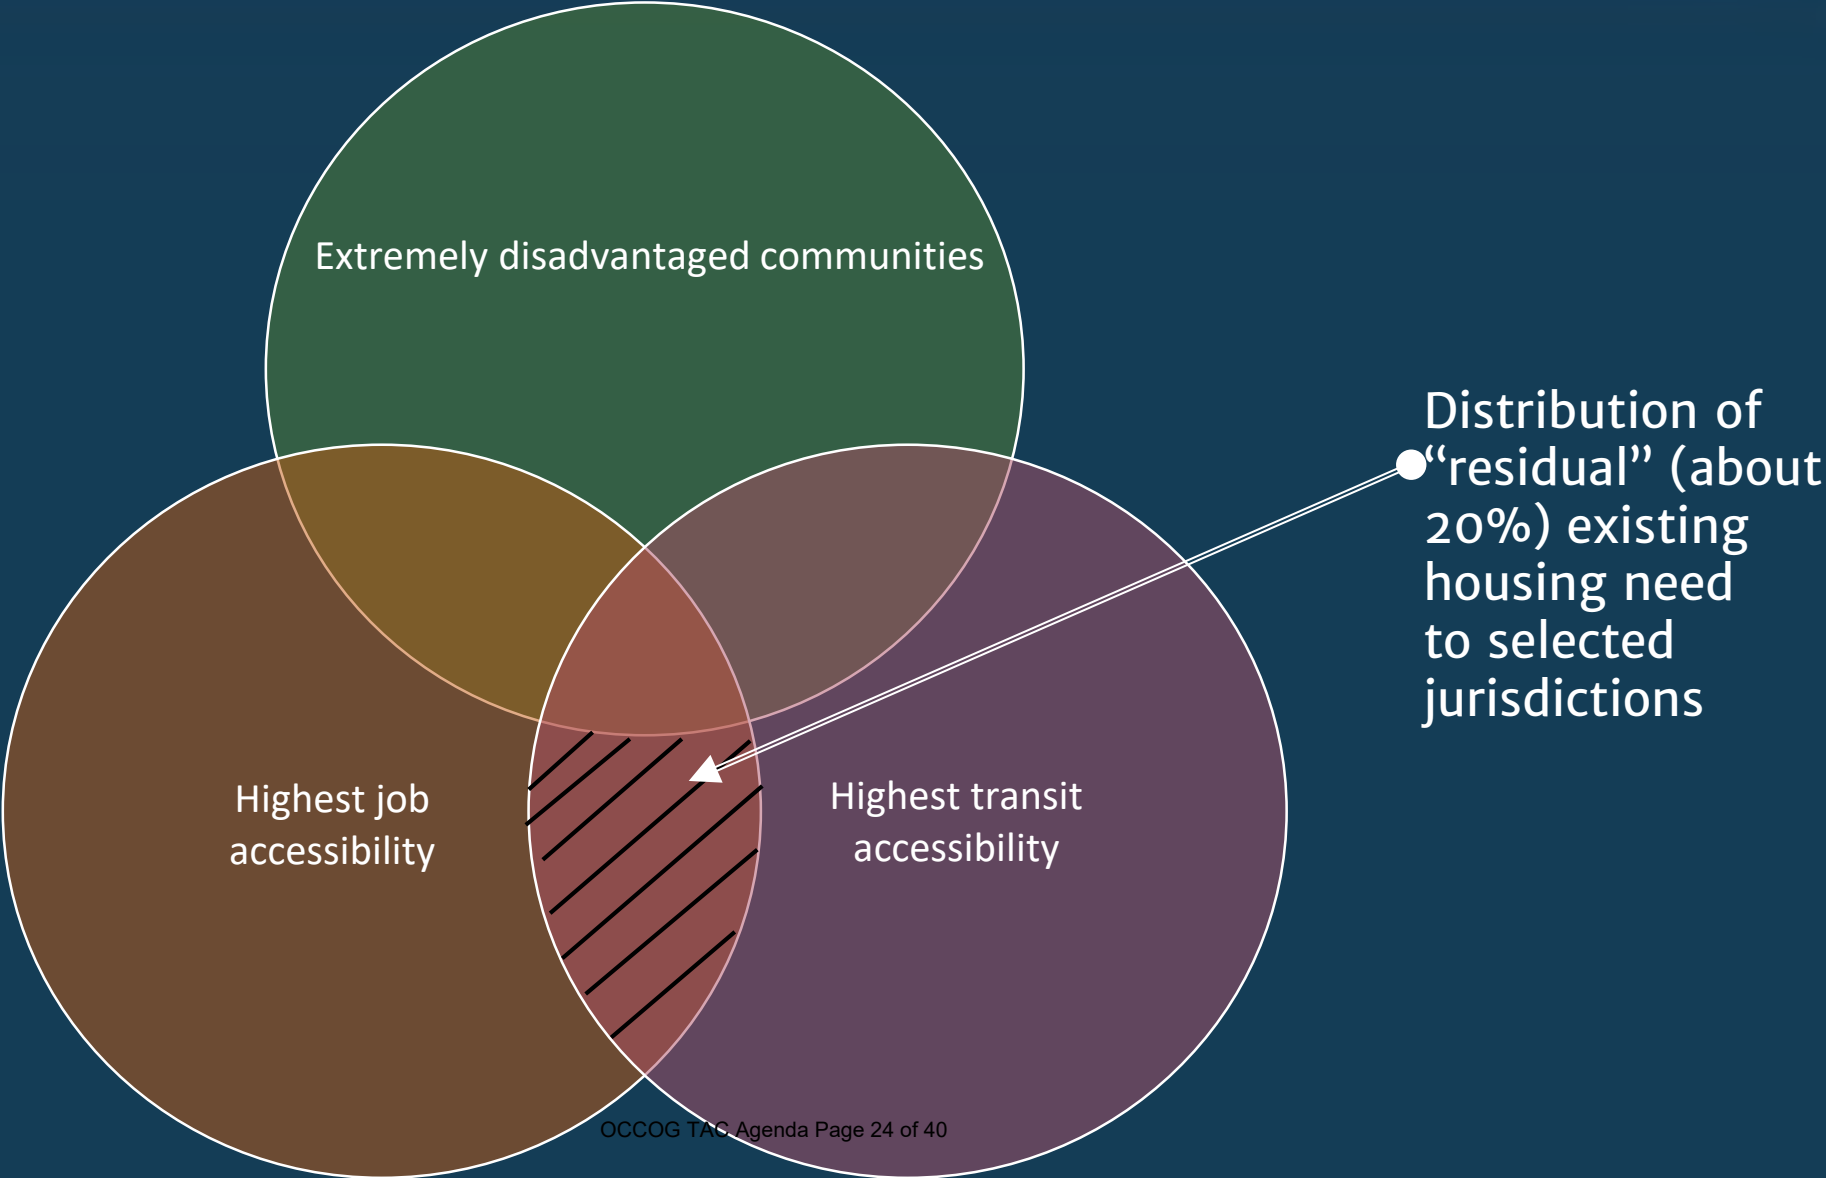 Extremely disadvantaged communities
Distribution of
“residual” (about
20%) existing
housing need
to selected
jurisdictions
Highest job
accessibility
Highest transit
accessibility
OCCOG TAC Agenda Page 24 of 40